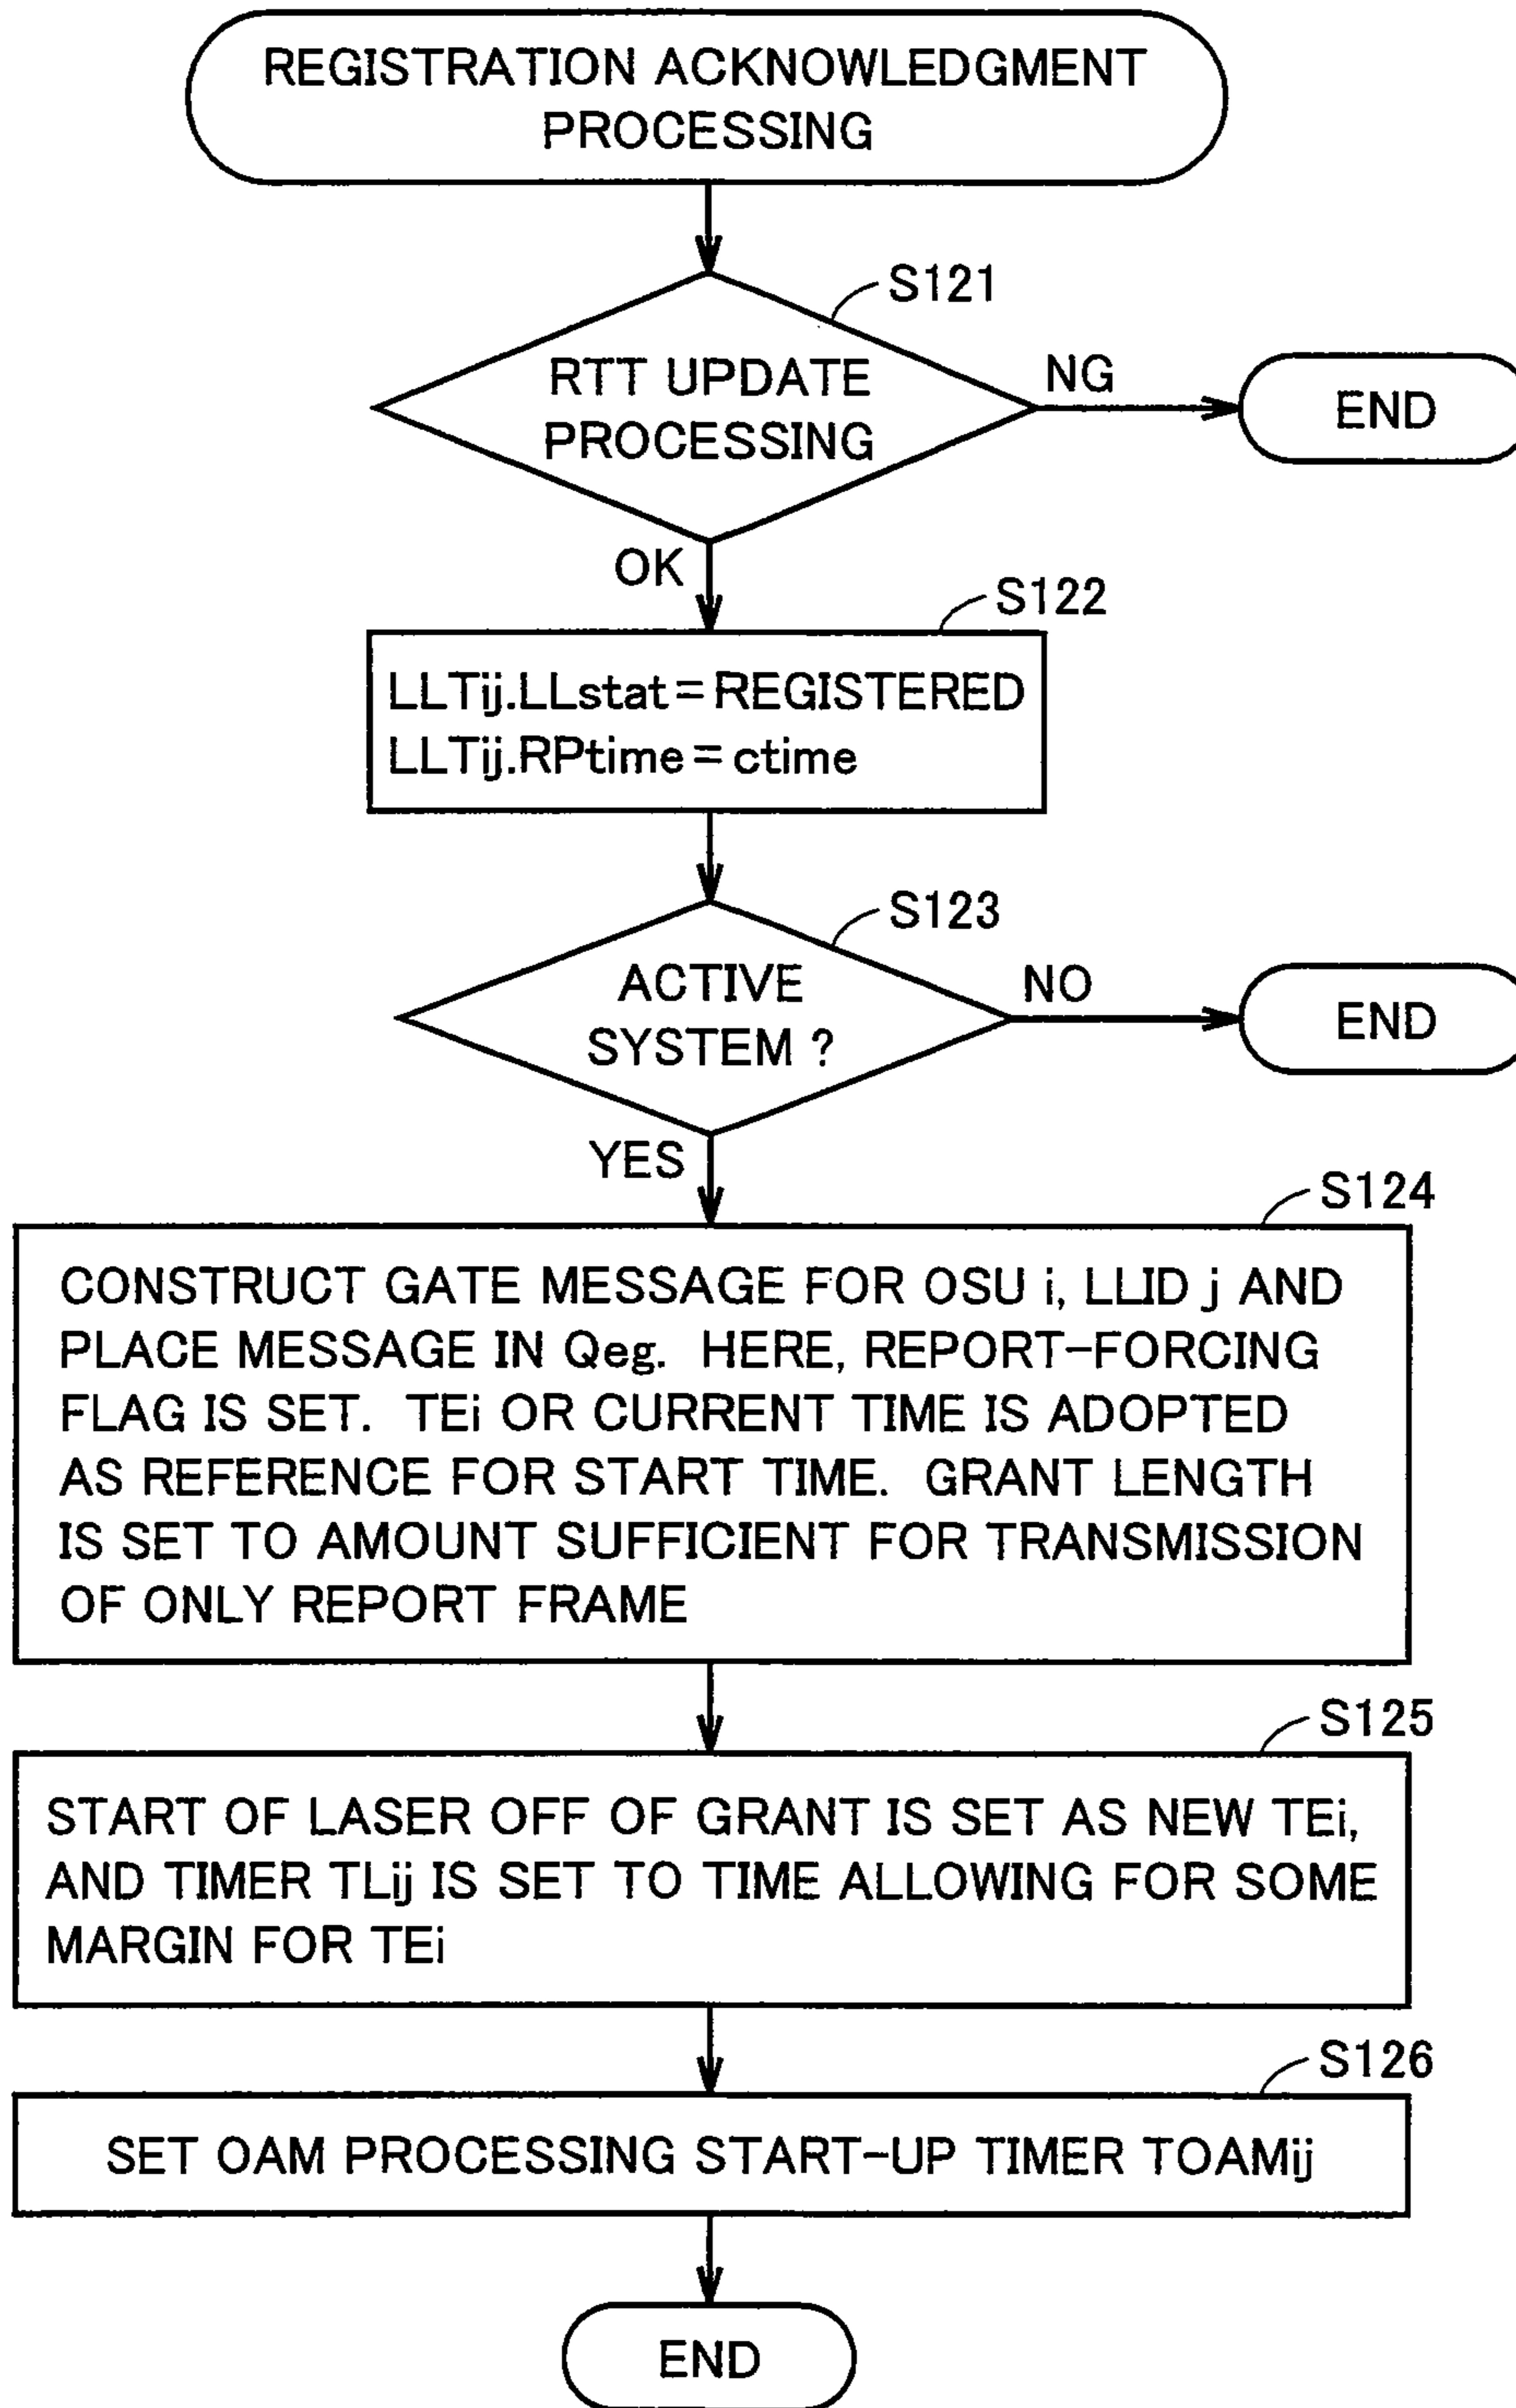 REGISTRATION ACKNOWLEDGMENT
PROCESSING
S121
RTT UPDATE
PROCESSING
NG
END
OK
S122
LLTij.LLstat=REGISTERED
LLTij.RPtime=ctime
S123
ACTIVE
SYSTEM ?
NO
END
YES
S124
CONSTRUCT GATE MESSAGE FOR OSU i, LLID j AND
PLACE MESSAGE IN Qeg. HERE, REPORT-FORCING
FLAG IS SET. TEi OR CURRENT TIME IS ADOPTED
AS REFERENCE FOR START TIME. GRANT LENGTH
IS SET TO AMOUNT SUFFICIENT FOR TRANSMISSION
OF ONLY REPORT FRAME
S125
START OF LASER OFF OF GRANT IS SET AS NEW TEi,
AND TIMER TLij IS SET TO TIME ALLOWING FOR SOME
MARGIN FOR TEi
S126
SET OAM PROCESSING START-UP TIMER TOAMij
END